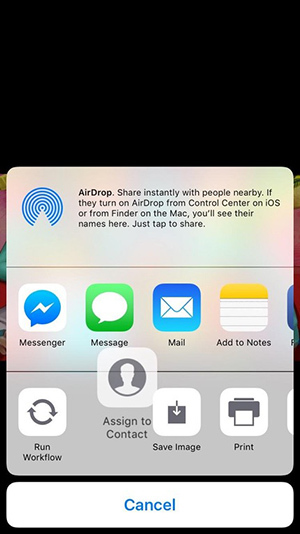 AirDrop. Share instantly with people nearby. If
they turn on AirDrop from Control Center on iOS
or from Finder on the Mac, you'll see their
names here. Just tap to share.
Messenger
Message
Mail
Add to Notes
Run
Workflow
Assign to
Contact
Save Image
Print
Cancel